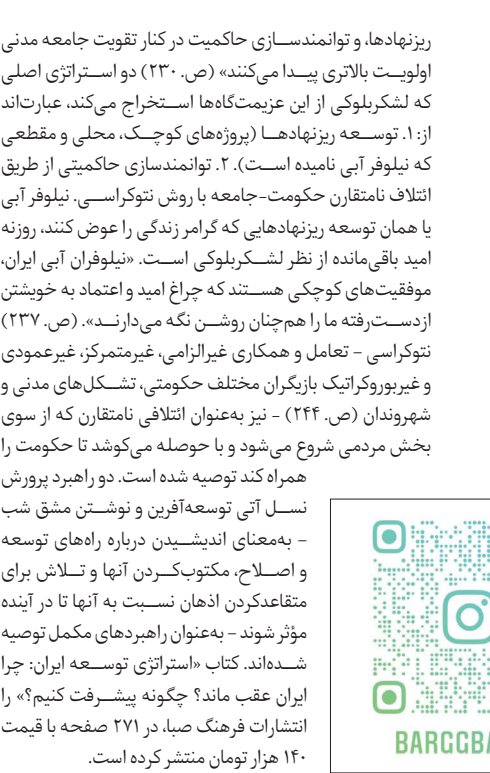 ریزنهادها، و توانمندسازی حاکمیت در کنار تقویت جامعه مدنی
اولویت بالاتری پیدا می‌کنند» (ص. ۲۳۰) دو استراتژی اصلی
که لشکربلوکی از این عزیمت‌گاه‌ها استخراج می‌کند، عبارت‌اند
از: ۱. توسعه ریزنهادها (پروژه‌های کوچک، محلی و مقطعی
که نیلوفر آبی نامیده است). ۲. توانمندسازی حاکمیتی از طریق
ائتلاف نامتقارن حکومت-جامعه با روش نتوکراسی. نیلوفر آبی
یا همان توسعه ریزنهادهایی که گرامر زندگی را عوض کنند، روزنه
امید باقی‌مانده از نظر لشکربلوکی است. «نیلوفران آبی ایران،
موفقیت‌های کوچکی هستند که چراغ امید و اعتماد به خویشتن
ازدست‌رفته ما را هم‌چنان روشن نگه می‌دارند». (ص. ۲۳۷)
نتوکراسی - تعامل و همکاری غیرالزامی، غیرمتمرکز، غیرعمودی
و غیربوروکراتیک بازیگران مختلف حکومتی، تشکل‌های مدنی و
شهروندان (ص. ۲۴۴) - نیز به‌عنوان ائتلافی نامتقارن که از سوی
بخش مردمی شروع می‌شود و با حوصله می‌کوشد تا حکومت را
همراه کند توصیه شده است. دو راهبرد پرورش
نسل آتی توسعه‌آفرین و نوشتن مشق شب
- به‌معنای اندیشیدن درباره راه‌های توسعه
و اصلاح، مکتوب‌کردن آنها و تلاش برای
متقاعدکردن اذهان نسبت به آنها تا در آینده
مؤثر شوند - به‌عنوان راهبردهای مکمل توصیه
شده‌اند. کتاب «استراتژی توسعه ایران: چرا
ایران عقب ماند؟ چگونه پیشرفت کنیم؟» را
انتشارات فرهنگ صبا، در ۲۷۱ صفحه با قیمت
۱۴۰ هزار تومان منتشر کرده است.